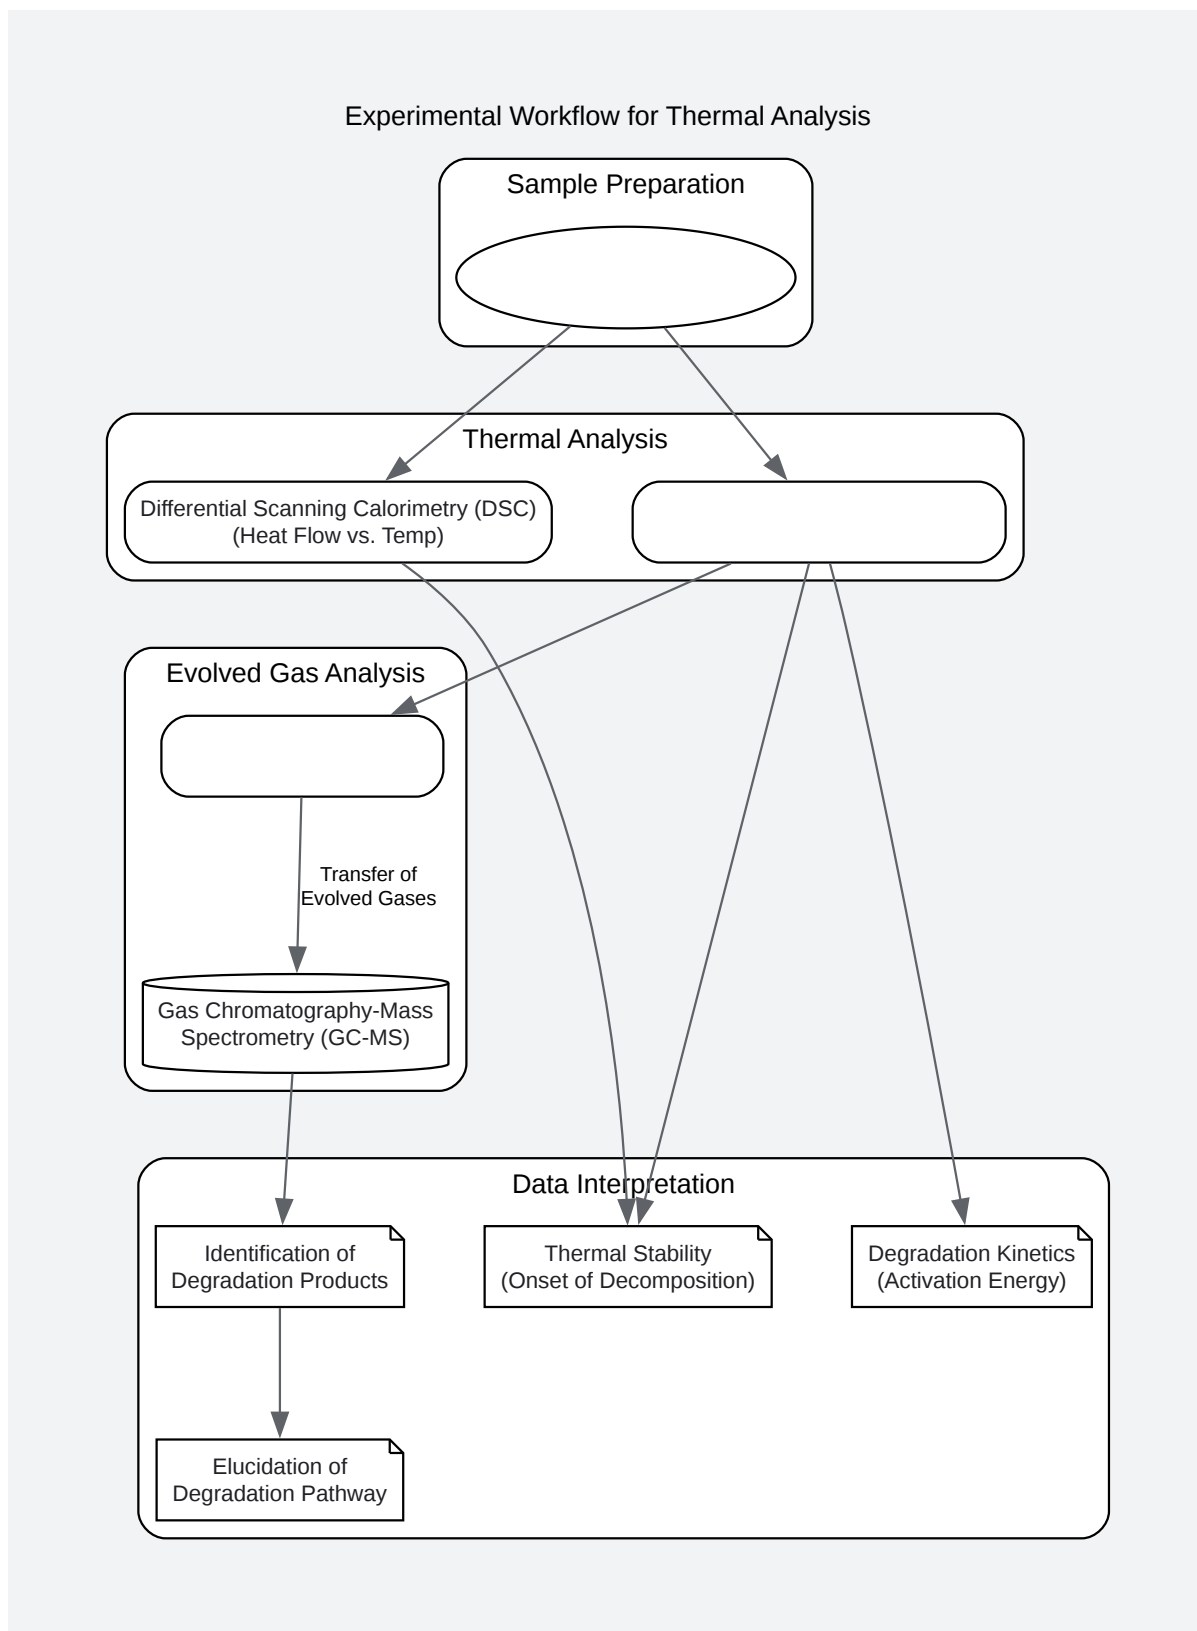 Experimental Workflow for Thermal Analysis
Sample Preparation
Thermal Analysis
Differential Scanning Calorimetry (DSC)
(Heat Flow vs. Temp)
Evolved Gas Analysis
Transfer of
Evolved Gases
Gas Chromatography-Mass
Spectrometry (GC-MS)
Data Interpretation
Identification of
Degradation Products
Thermal Stability
(Onset of Decomposition)
Degradation Kinetics
(Activation Energy)
Elucidation of
Degradation Pathway